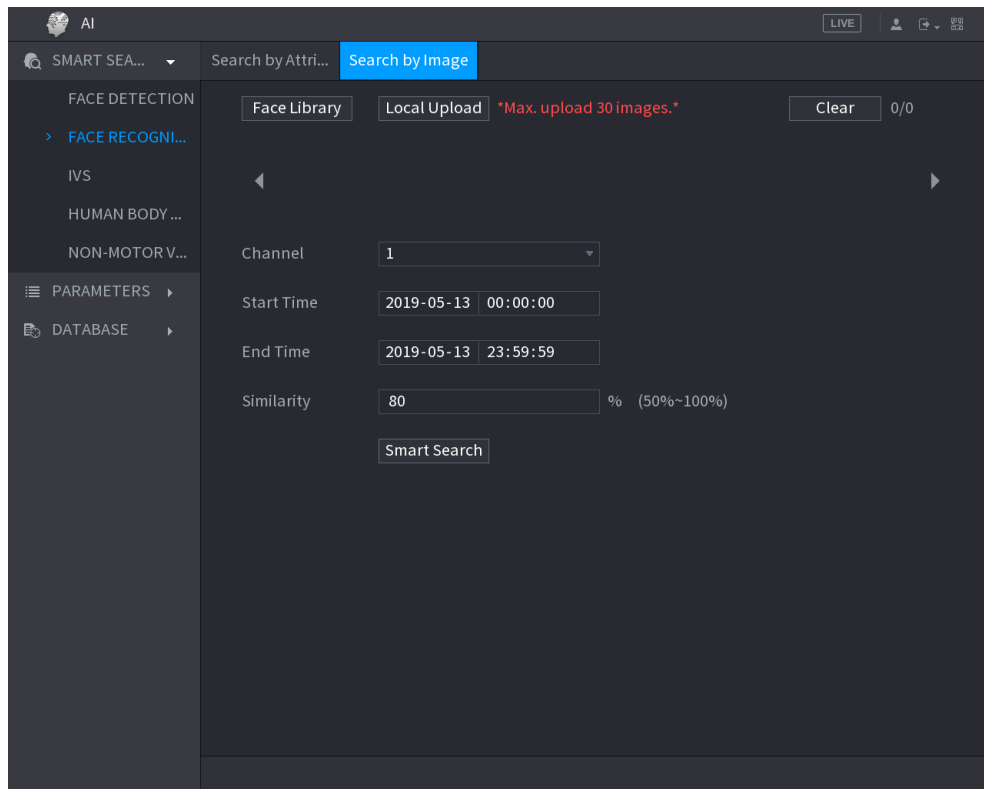 AI LIVE
SMART SEA... Search by Attri... Search by Image
FACE DETECTION
FACE RECOGNI...
IVS
HUMAN BODY ...
NON-MOTOR V...
PARAMETERS
DATABASE
Face Library Local Upload *Max. upload 30 images.* Clear 0/0
Channel 1
Start Time 2019-05-13 00:00:00
End Time 2019-05-13 23:59:59
Similarity 80 % (50%~100%)
Smart Search